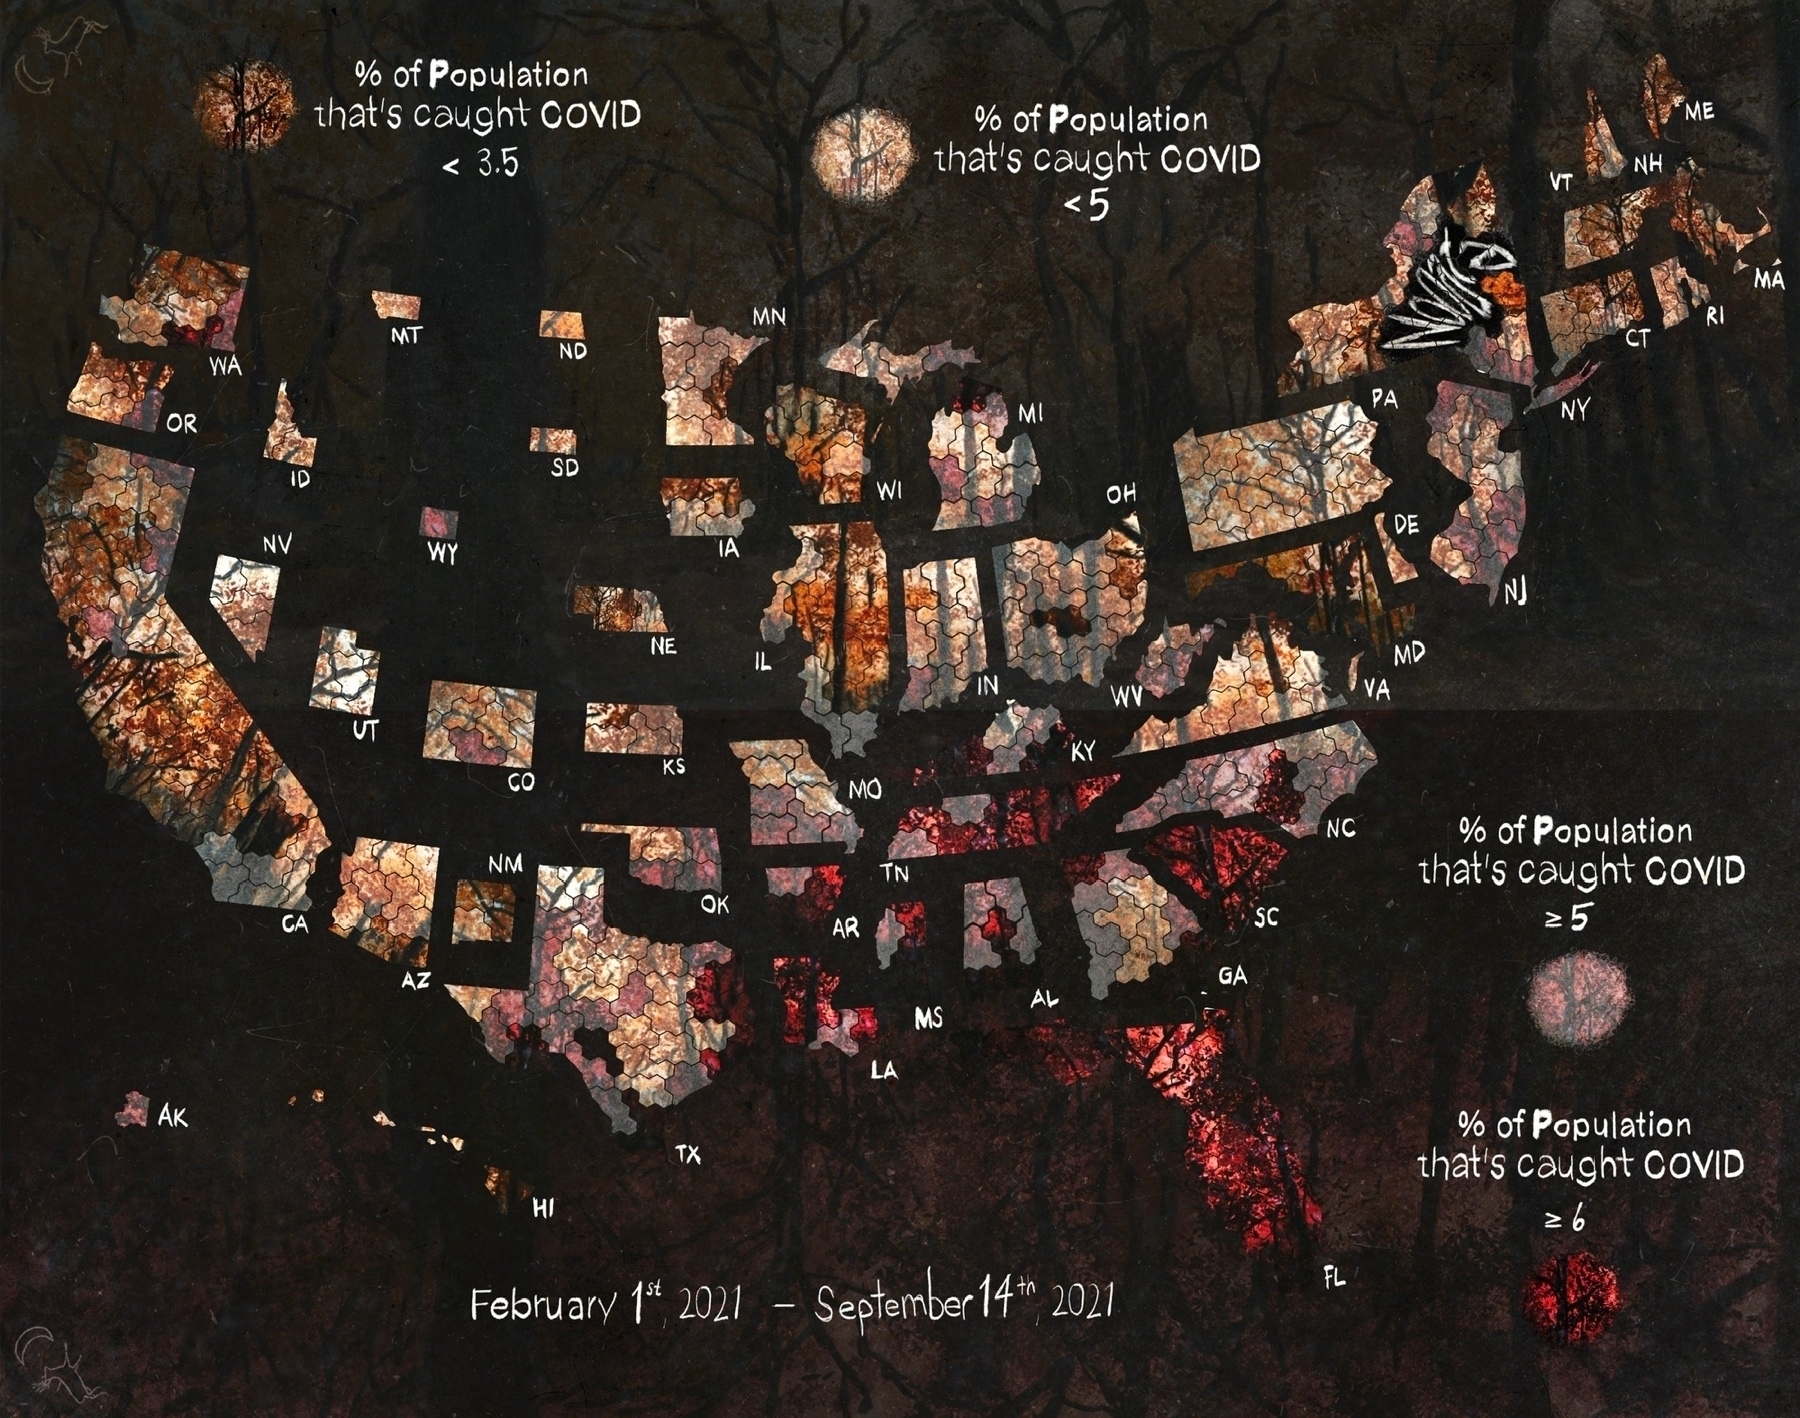 % of Population
that's caught COVID
< 3.5
% of Population
that's caught COVID
<5
ME
NH
VT
MA
RI
CT
NY
PA
WA
MT
ND
MN
OR
MI
ID
SD
WI
OH
NV
WY
IA
DE
NJ
NE
IL
IN
WV
MD
VA
UT
CO
KS
MO
KY
NC
NM
OK
TN
AR
SC
CA
AZ
GA
AL
MS
LA
% of Population
that's caught COVID
≥5
AK
TX
HI
FL
% of Population
that's caught COVID
≥ 6
February 1st, 2021 – September 14th, 2021